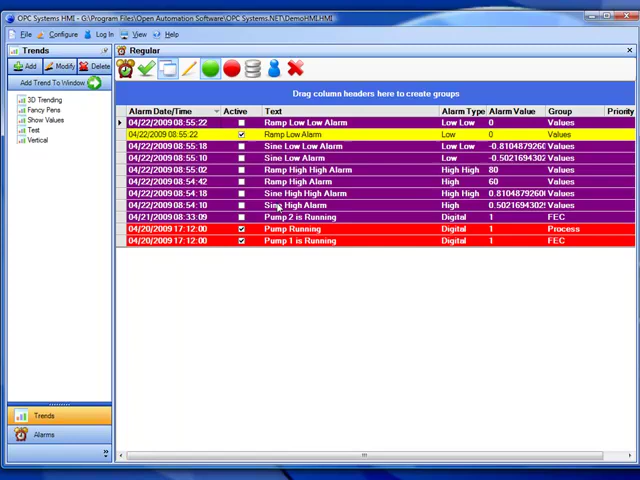 OPC Systems HMI - G:\Program Files\Open Automation Software\OPC Systems.NET\DemoHMI.HMI
File Configure Log In View Help
Trends
Regular
Add Modify Delete
Add Trend To Window
3D Trending
Fancy Pens
Show Values
Test
Vertical
Drag column headers here to create groups
Alarm Date/Time Active Text Alarm Type Alarm Value Group Priority
04/22/2009 08:55:22 Ramp Low Low Alarm Low Low 0 Values
04/22/2009 08:55:22 Ramp Low Alarm Low 0 Values
04/22/2009 08:55:18 Sine Low Low Alarm Low Low -0.8104879260 Values
04/22/2009 08:55:10 Sine Low Alarm Low -0.5021694302 Values
04/22/2009 08:55:02 Ramp High High Alarm High High 80 Values
04/22/2009 08:54:42 Ramp High Alarm High 60 Values
04/22/2009 08:54:18 Sine High High Alarm High High 0.8104879260 Values
04/22/2009 08:54:10 Sine High Alarm High 0.5021694302 Values
04/21/2009 08:33:09 Pump 2 is Running Digital 1 FEC
04/20/2009 17:12:00 Pump Running Digital 1 Process
04/20/2009 17:12:00 Pump 1 is Running Digital 1 FEC
Trends
Alarms